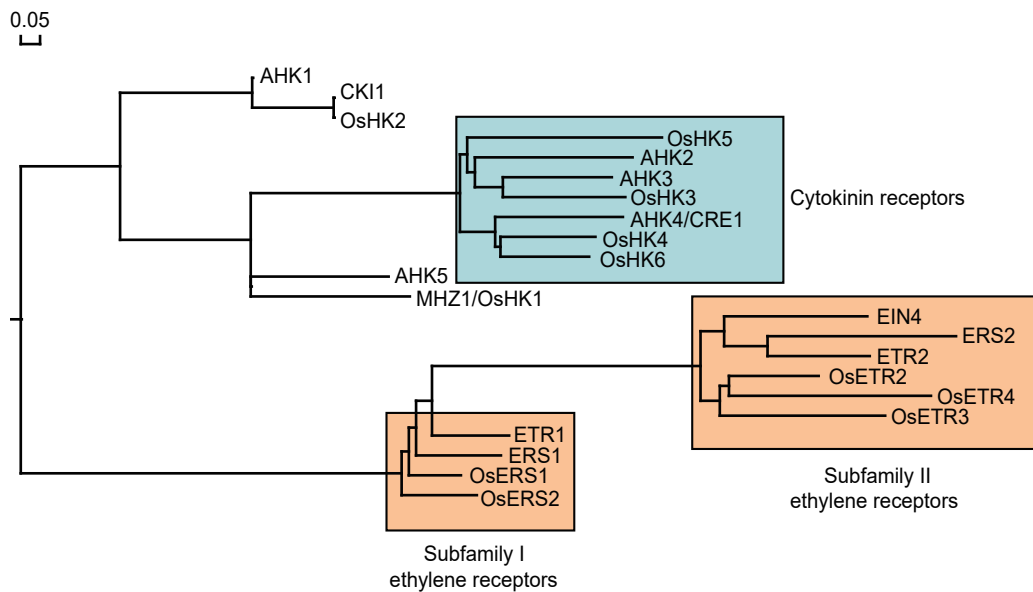 0.05
AHK1
CKI1
OsHK2
OsHK5
AHK2
AHK3
OsHK3
AHK4/CRE1
OsHK4
OsHK6
Cytokinin receptors
AHK5
MHZ1/OsHK1
EIN4
ERS2
ETR2
OsETR2
OsETR4
OsETR3
Subfamily II
ethylene receptors
ETR1
ERS1
OsERS1
OsERS2
Subfamily I
ethylene receptors